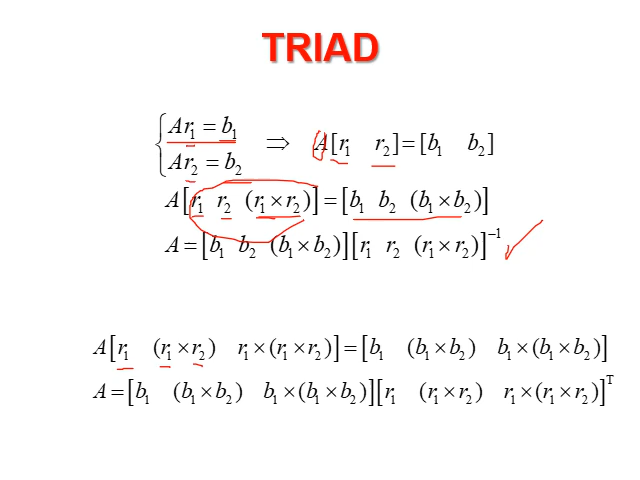 TRIAD
{Ar₁ = b₁
Ar₂ = b₂ ⇒ A[r₁ r₂] = [b₁ b₂]
A[r₁ r₂ (r₁ × r₂)] = [b₁ b₂ (b₁ × b₂)]
A = [b₁ b₂ (b₁ × b₂)][r₁ r₂ (r₁ × r₂)]⁻¹
A[r₁ (r₁ × r₂) r₁ × (r₁ × r₂)] = [b₁ (b₁ × b₂) b₁ × (b₁ × b₂)]
A = [b₁ (b₁ × b₂) b₁ × (b₁ × b₂)][r₁ (r₁ × r₂) r₁ × (r₁ × r₂)]ᵀ